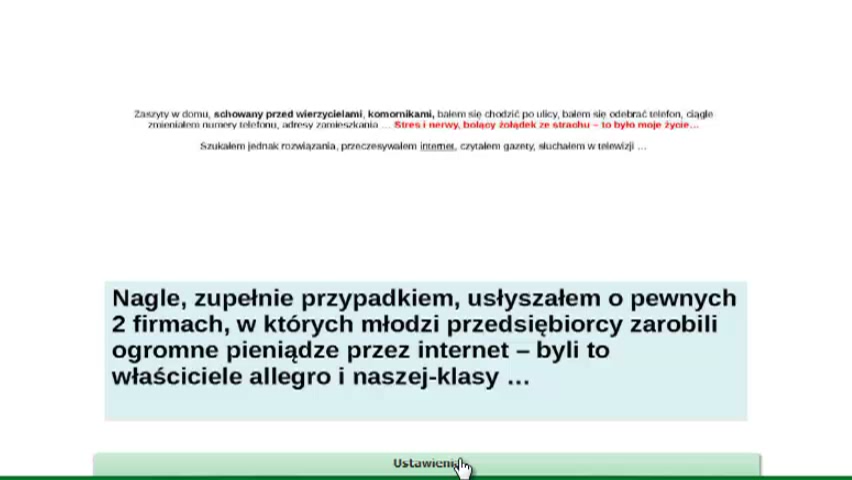 Zaszyty w domu, schowany przed wierzycielami, komornikami, bałem się chodzić po ulicy, bałem się odebrać telefon, ciągle
zmieniałem numery telefonu, adresy zamieszkania … Stres i nerwy, bolący żołądek ze strachu – to było moje życie…
Szukałem jednak rozwiązania, przeczesywałem internet, czytałem gazety, słuchałem w telewizji …
Nagle, zupełnie przypadkiem, usłyszałem o pewnych
2 firmach, w których młodzi przedsiębiorcy zarobili
ogromne pieniądze przez internet – byli to
właściciele allegro i naszej-klasy …
Ustawienia